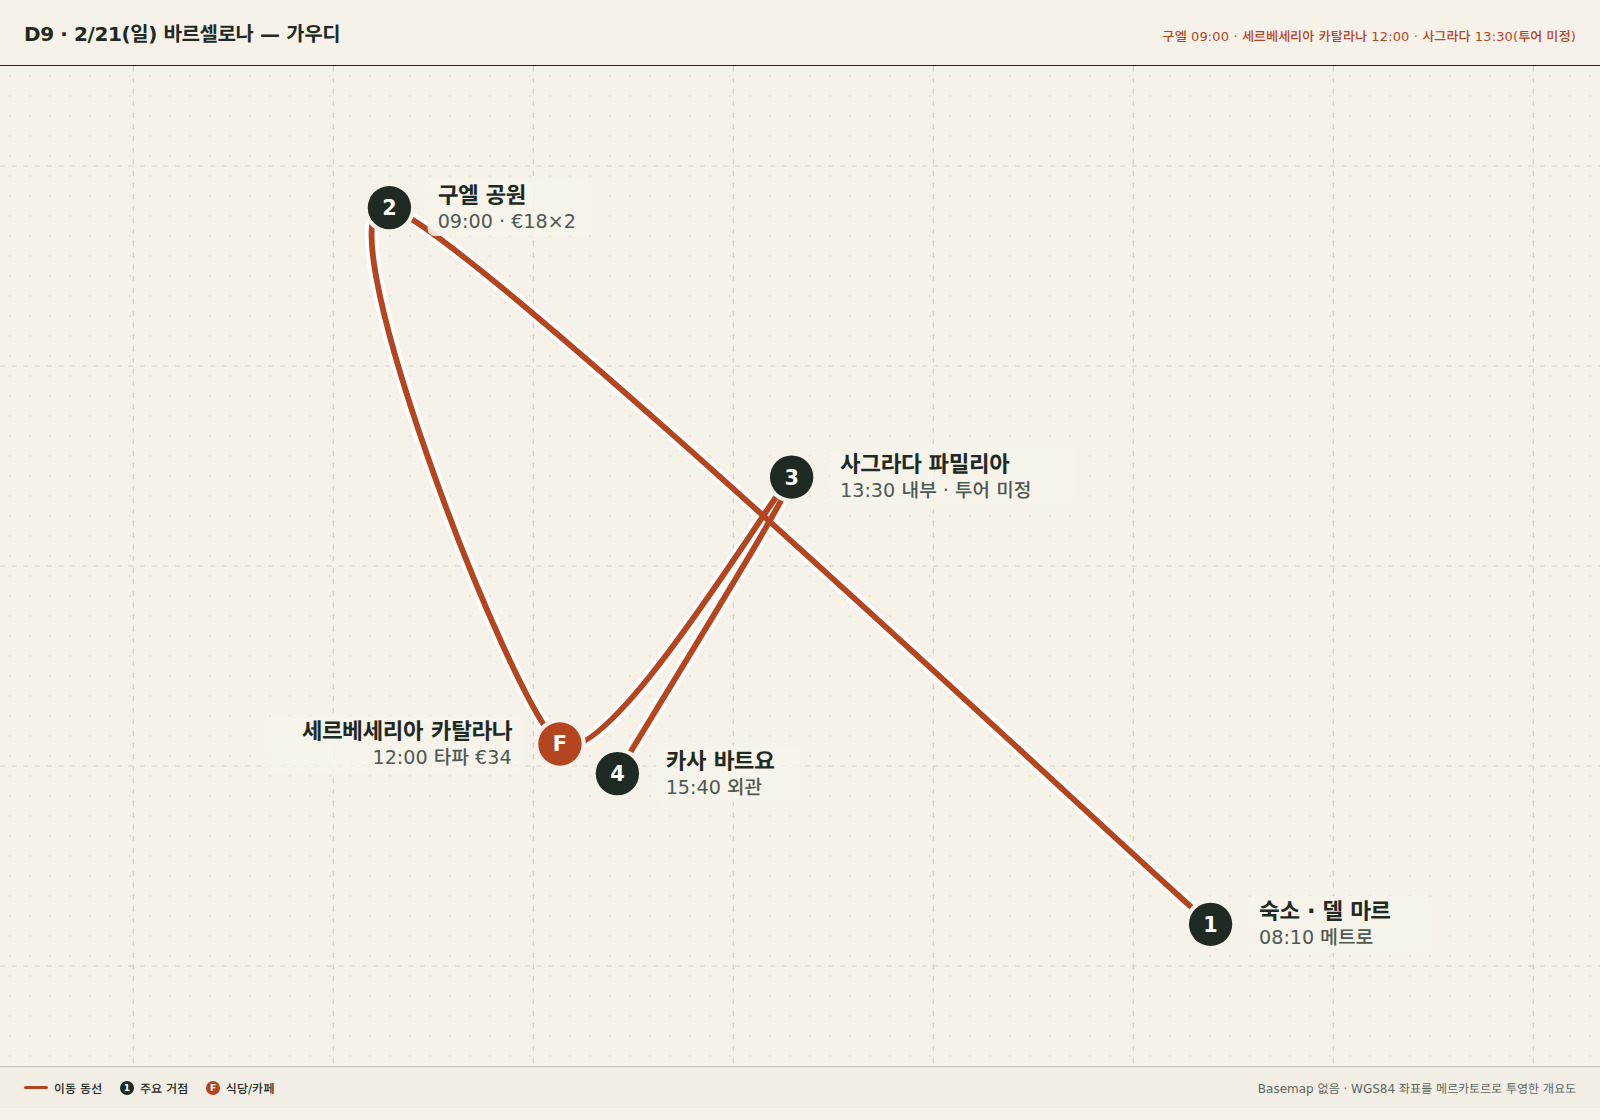 D9 · 2/21(일) 바르셀로나 — 가우디
구엘 09:00 · 세르베세리아 카탈라나 12:00 · 사그라다 13:30(투어 미정)
2
구엘 공원
09:00 · €18×2
3
사그라다 파밀리아
13:30 내부 · 투어 미정
세르베세리아 카탈라나
12:00 타파 €34
F
4
카사 바트요
15:40 외관
1
숙소 · 델 마르
08:10 메트로
이동 동선
1 주요 거점
F 식당/카페
Basemap 없음 · WGS84 좌표를 메르카토르로 투영한 개요도